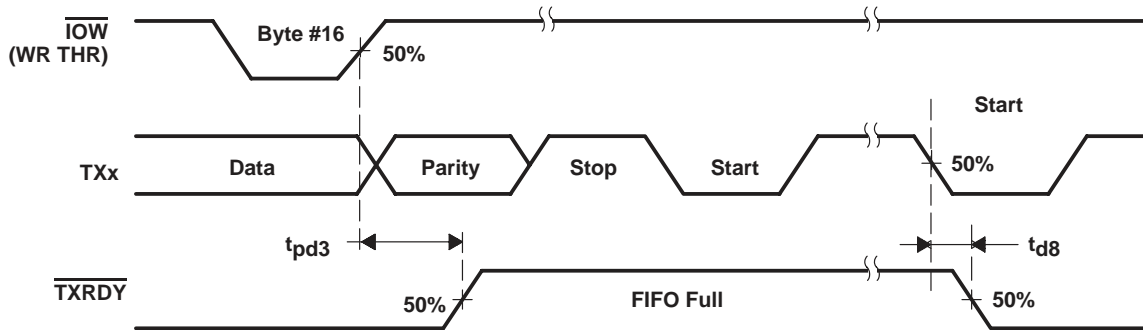 IOW
(WR THR)
Byte #16
50%
Start
TXx
Data
Parity
Stop
Start
50%
tpd3
td8
TXRDY
50%
FIFO Full
50%